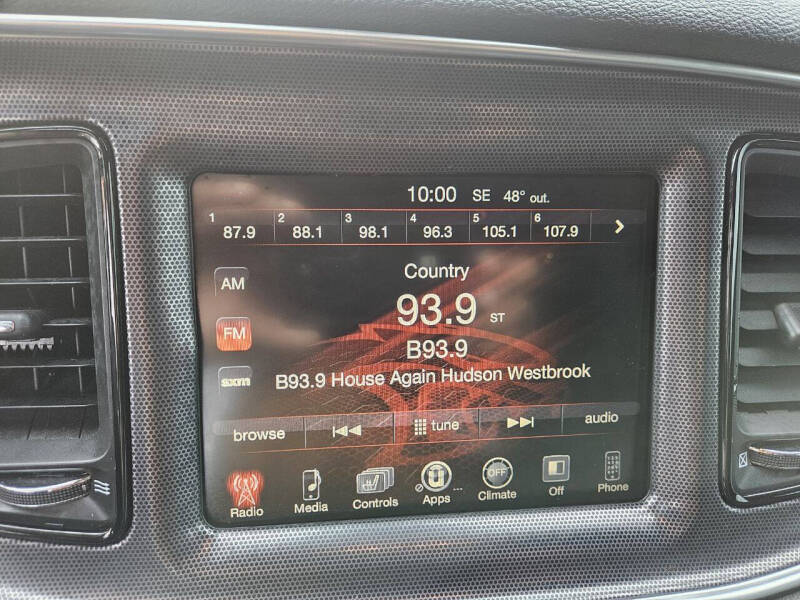 10:00 SE 48° out.
1 2 3 4 5 6
87.9 88.1 98.1 96.3 105.1 107.9
Country
AM
93.9 ST
FM
B93.9
B93.9 House Again Hudson Westbrook
sxm
browse tune audio
OFF
Radio Media Controls Apps Climate Off Phone